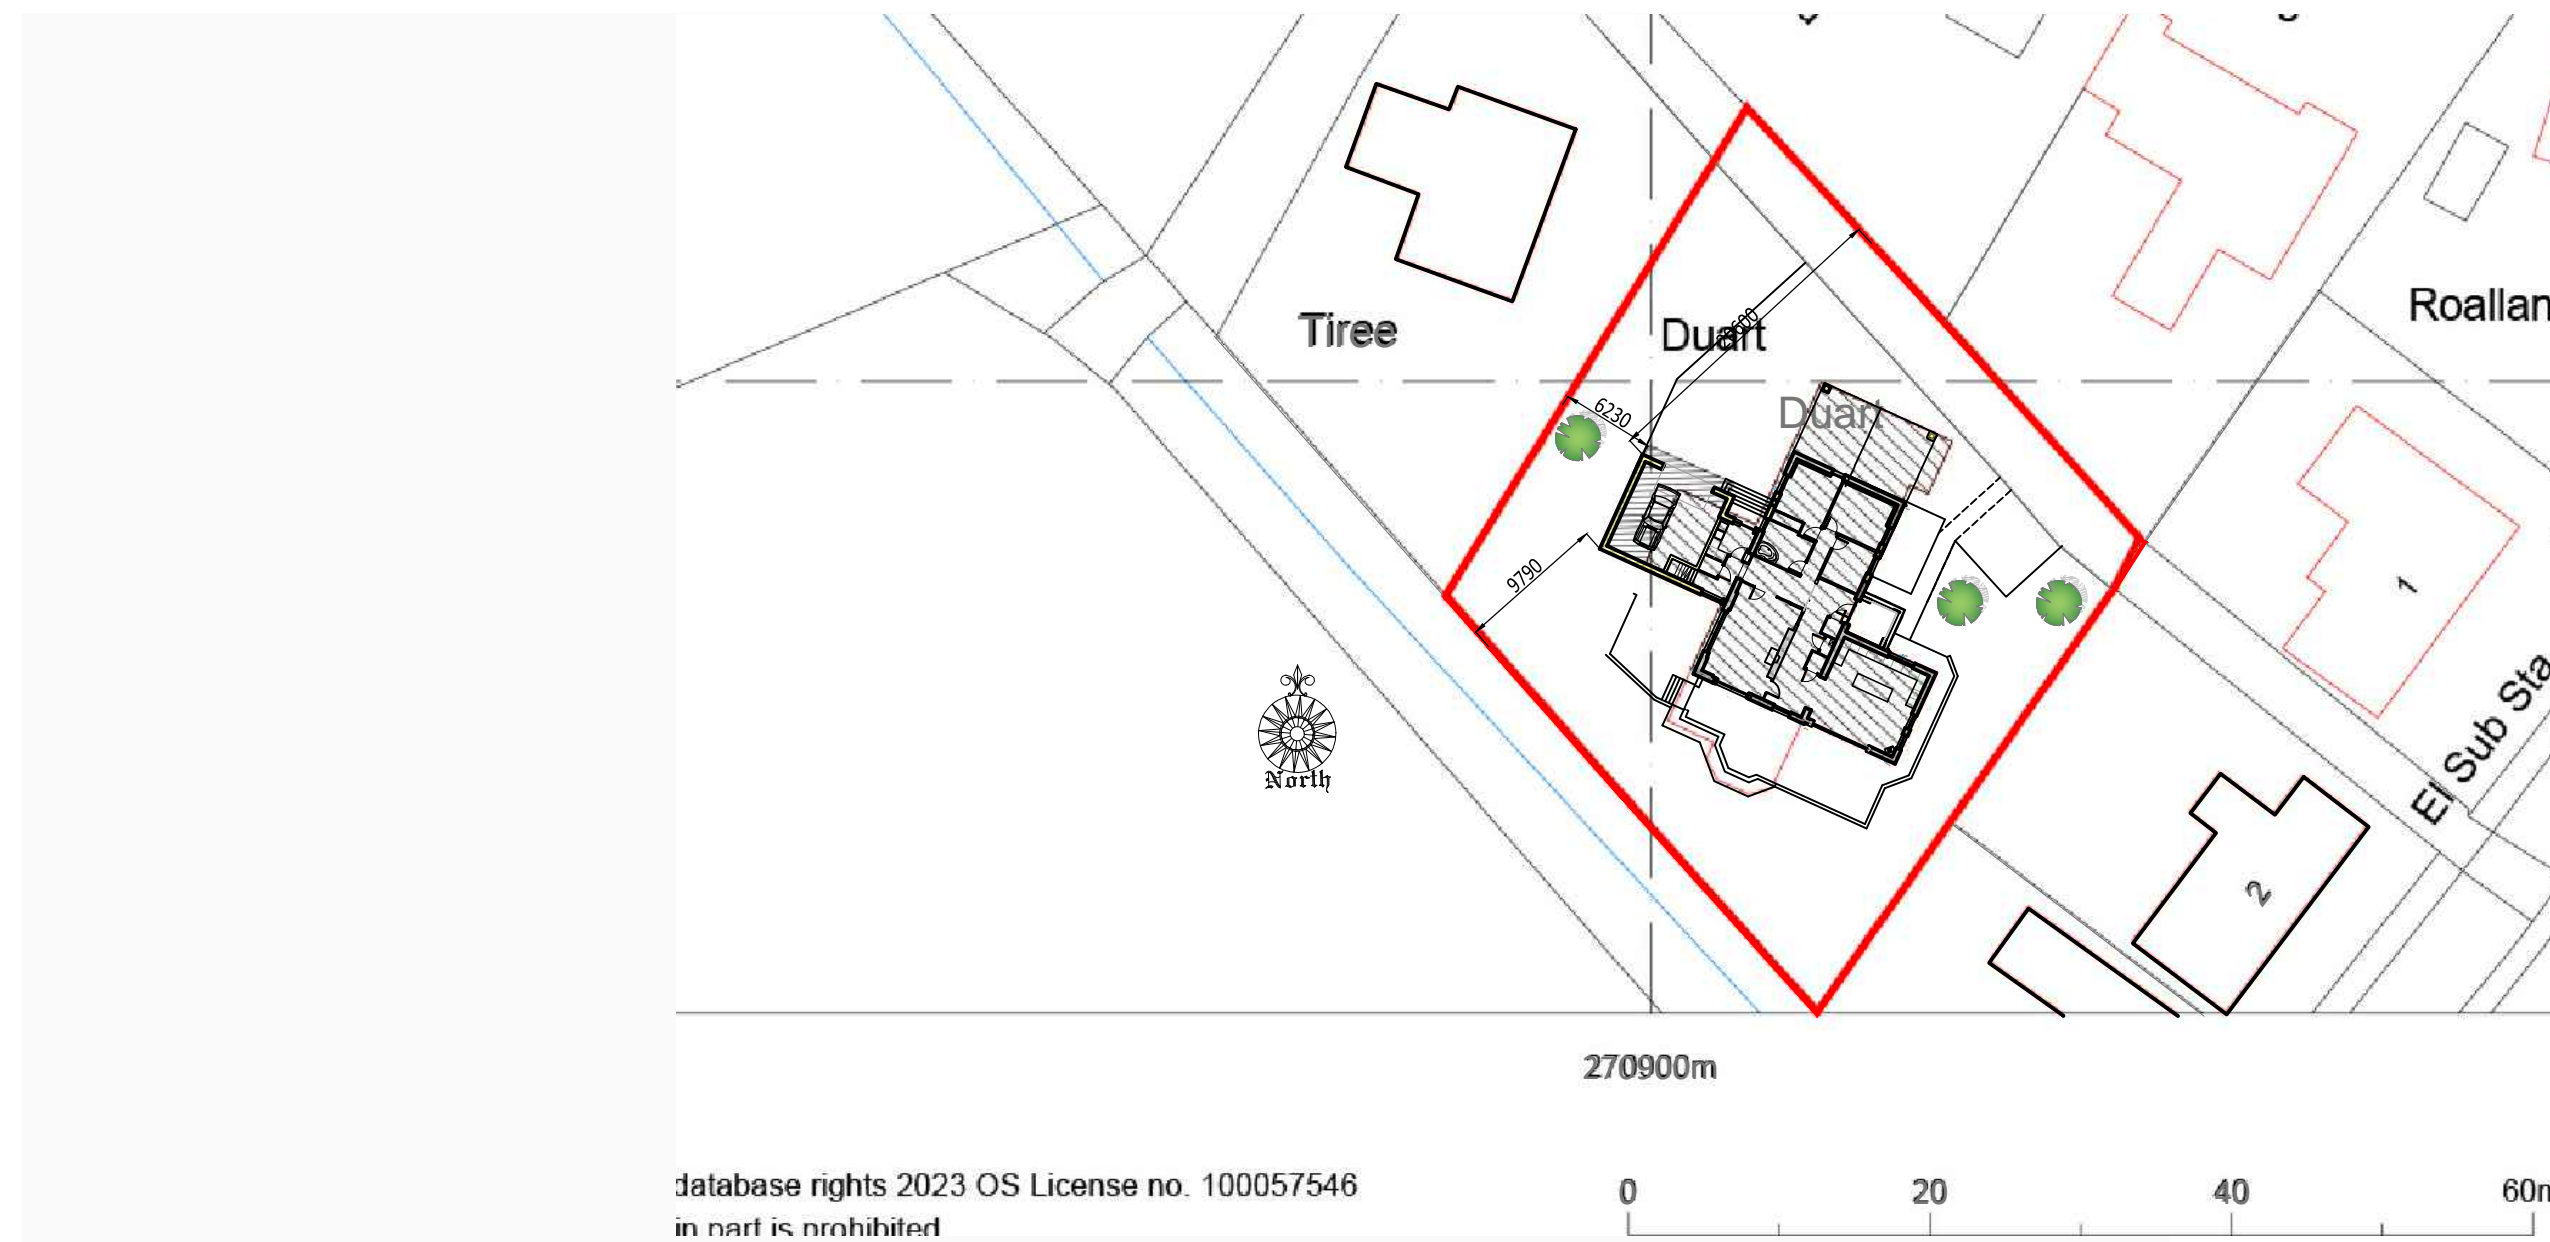 Roallan
Tiree
Duart
Duart
6230
9790
1
El Sub Sta
2
North
270900m
database rights 2023 OS License no. 100057546
in part is prohibited
0 20 40 60m